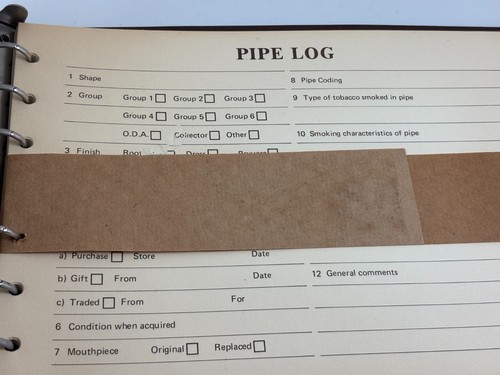 PIPE LOG
1 Shape
2 Group Group 1 Group 2 Group 3
Group 4 Group 5 Group 6
O.D.A. Collector Other
3 Finish Root
a) Purchase Store Date
b) Gift From Date
c) Traded From For
6 Condition when acquired
7 Mouthpiece Original Replaced
8 Pipe Coding
9 Type of tobacco smoked in pipe
10 Smoking characteristics of pipe
12 General comments